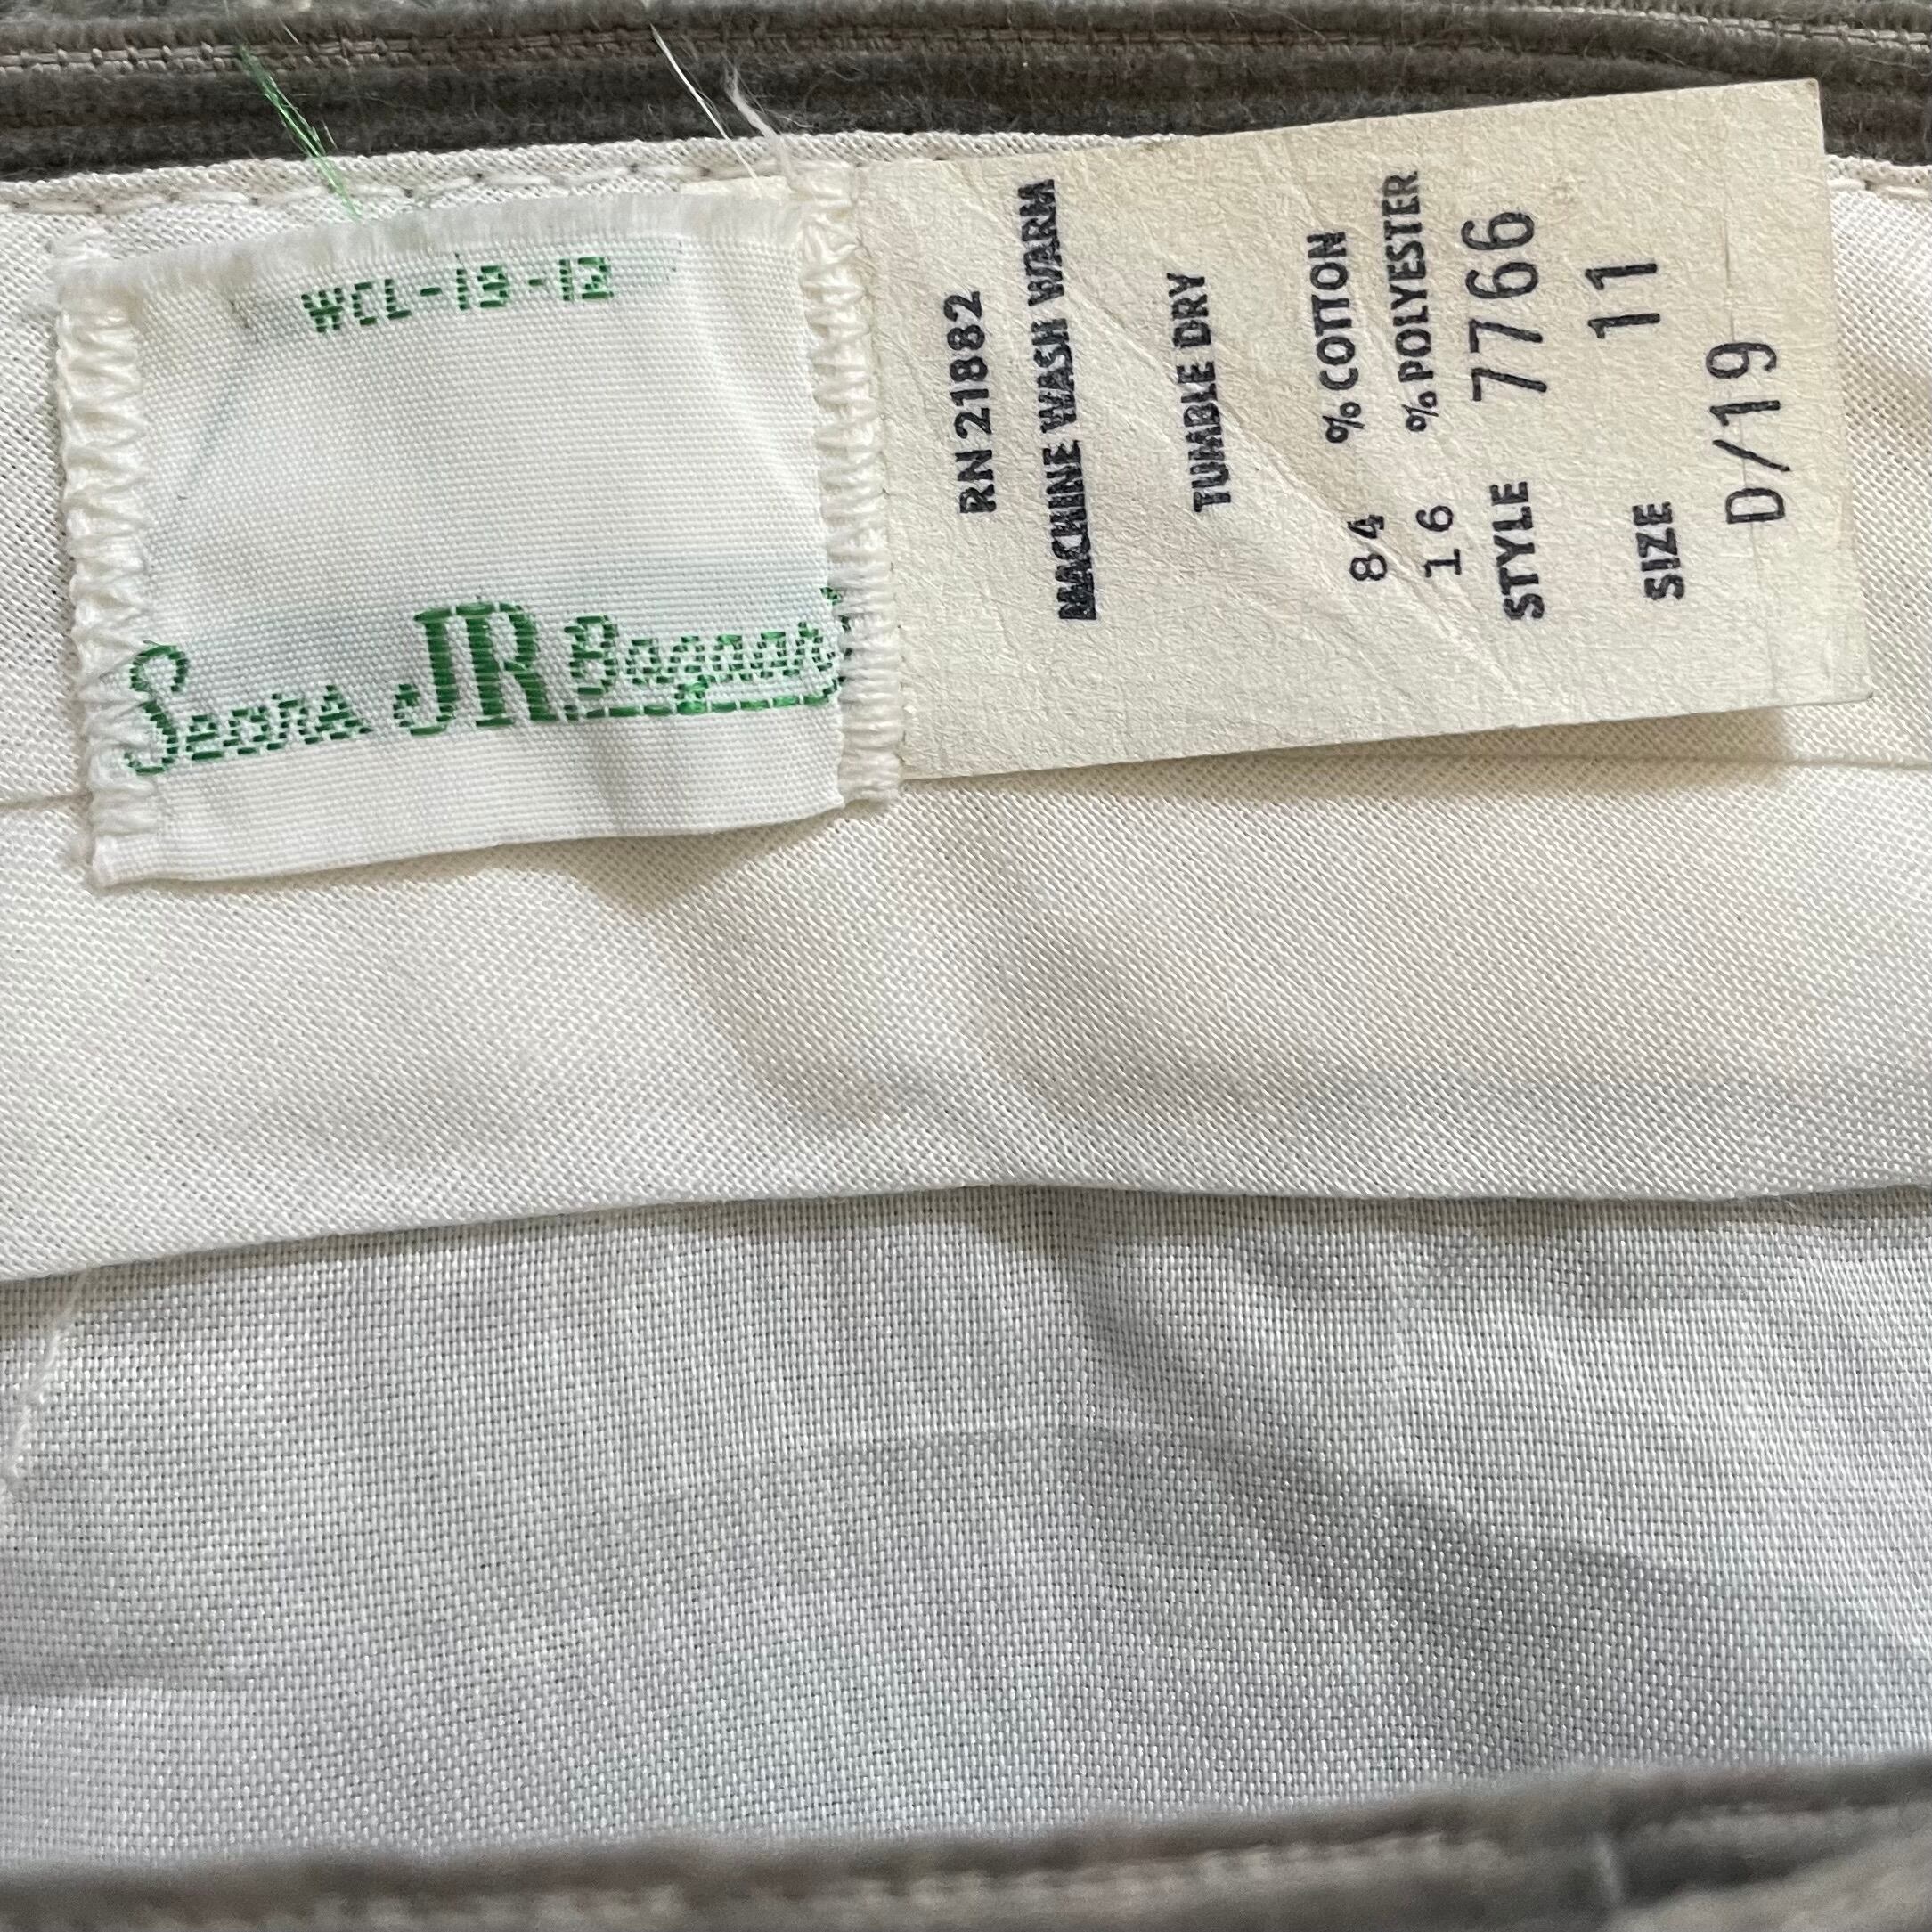 WCL-10-12
Sears JR Bazaar
RN 21882
MACHINE WASH WARM
TUMBLE DRY
84 % COTTON
16 % POLYESTER
STYLE 7766
SIZE 11
D/19